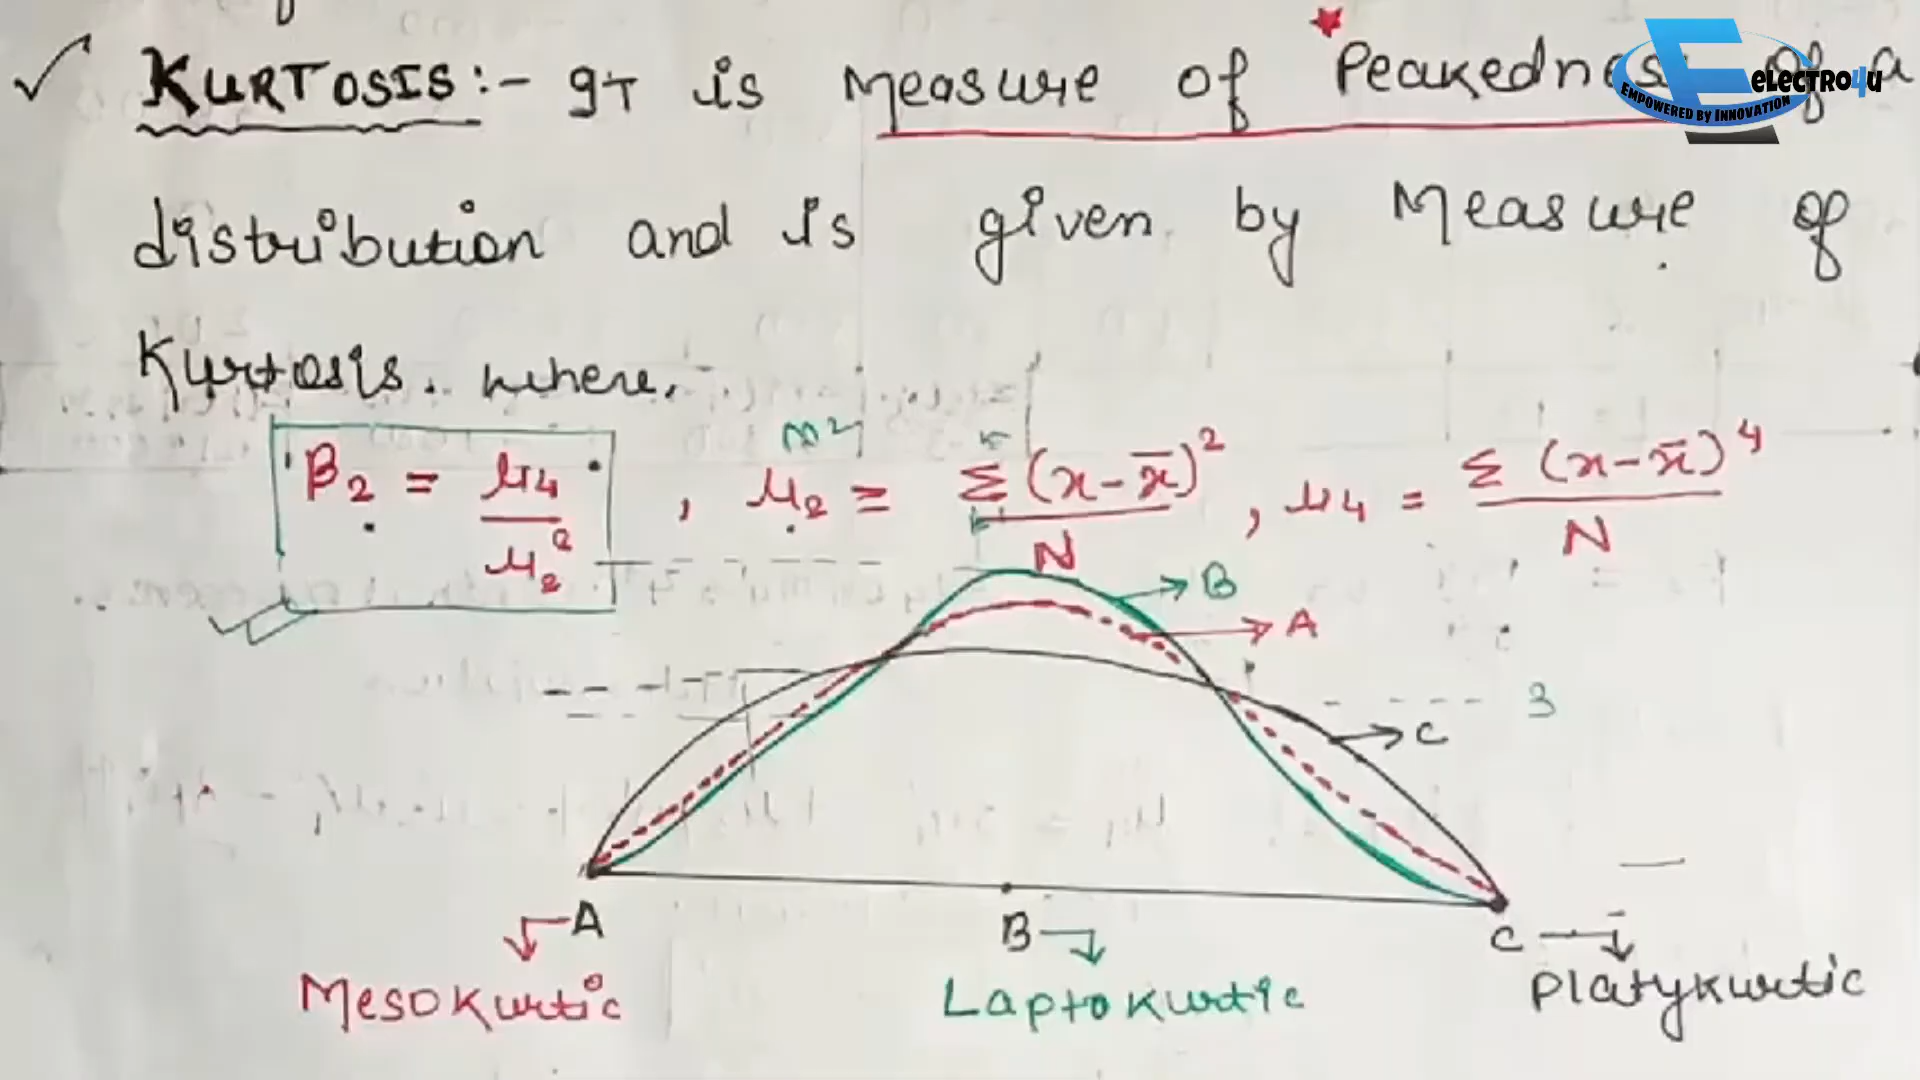 ✓ KURTOSIS:- IT is Measure of Peakedness of a
electro4u
EMPOWERED BY INNOVATION
distribution and is given by Measure of
Kurtosis. where,
β₂ = μ₄/μ₂² , μ₂ = Σ(x-x̄)²/N , μ₄ = Σ(x-x̄)⁴/N
B
A
3
C
A B C
Mesokurtic Laptokurtic Platykurtic